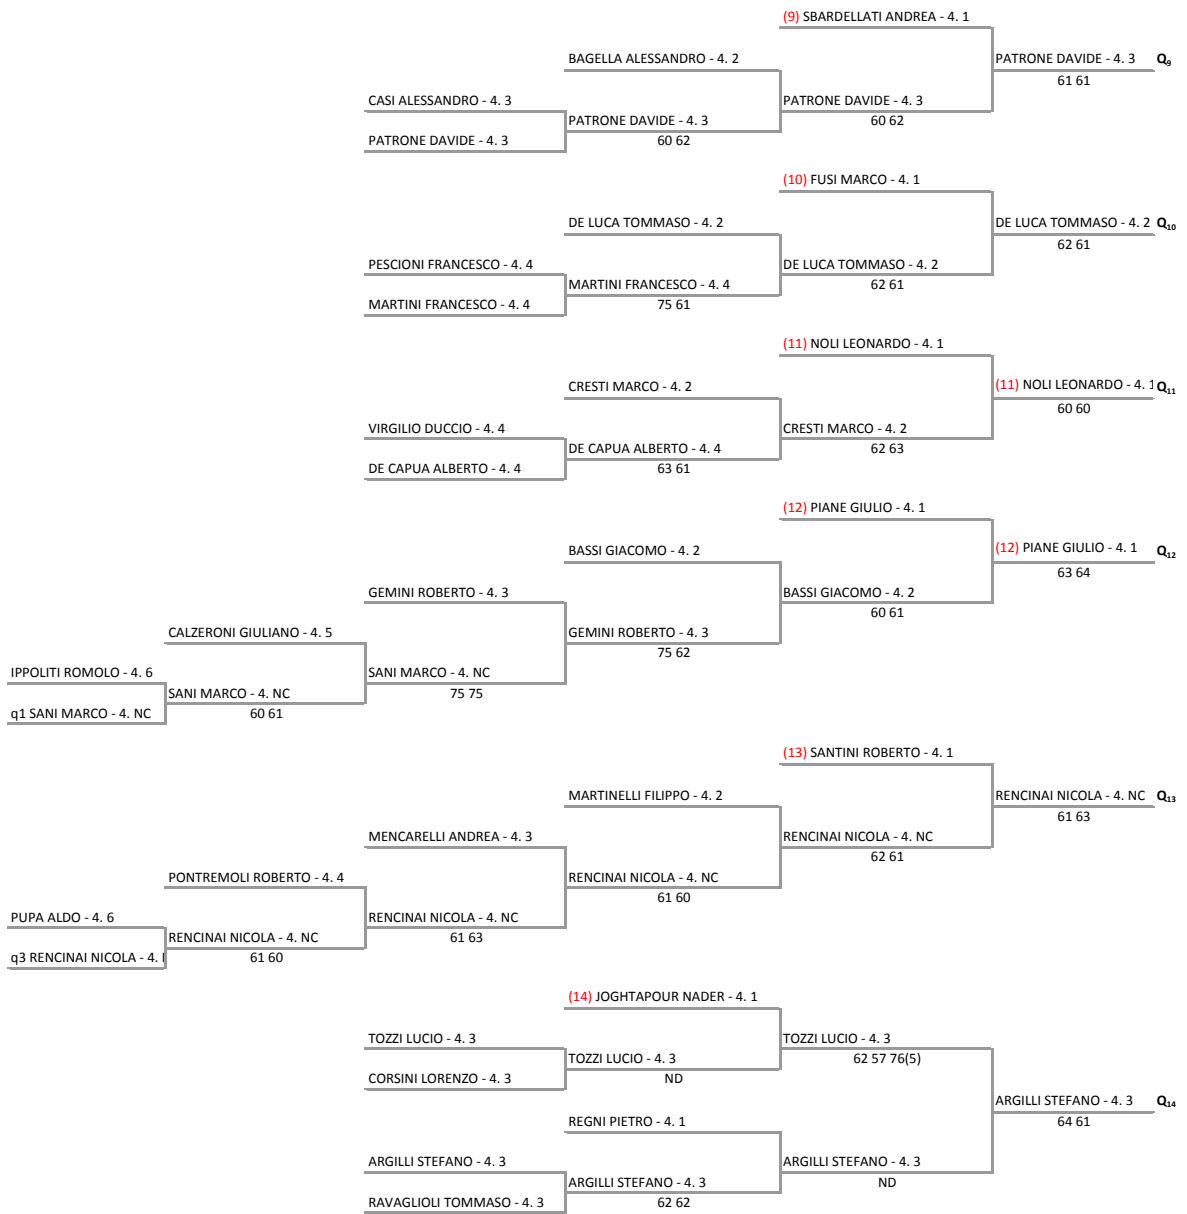 (9) SBARDELLATI ANDREA - 4. 1
BAGELLA ALESSANDRO - 4. 2
PATRONE DAVIDE - 4. 3 Q9
61 61
CASI ALESSANDRO - 4. 3
PATRONE DAVIDE - 4. 3
PATRONE DAVIDE - 4. 3
60 62
PATRONE DAVIDE - 4. 3
60 62
(10) FUSI MARCO - 4. 1
DE LUCA TOMMASO - 4. 2
DE LUCA TOMMASO - 4. 2 Q10
62 61
PESCIONI FRANCESCO - 4. 4
DE LUCA TOMMASO - 4. 2
MARTINI FRANCESCO - 4. 4
62 61
MARTINI FRANCESCO - 4. 4
75 61
(11) NOLI LEONARDO - 4. 1
CRESTI MARCO - 4. 2
(11) NOLI LEONARDO - 4. 1 Q11
60 60
VIRGILIO DUCCIO - 4. 4
CRESTI MARCO - 4. 2
DE CAPUA ALBERTO - 4. 4
62 63
DE CAPUA ALBERTO - 4. 4
63 61
(12) PIANE GIULIO - 4. 1
BASSI GIACOMO - 4. 2
(12) PIANE GIULIO - 4. 1 Q12
63 64
GEMINI ROBERTO - 4. 3
BASSI GIACOMO - 4. 2
60 61
CALZERONI GIULIANO - 4. 5
GEMINI ROBERTO - 4. 3
75 62
IPPOLITI ROMOLO - 4. 6
SANI MARCO - 4. NC
SANI MARCO - 4. NC
75 75
q1 SANI MARCO - 4. NC
60 61
(13) SANTINI ROBERTO - 4. 1
MARTINELLI FILIPPO - 4. 2
RENCINAI NICOLA - 4. NC Q13
61 63
MENCARELLI ANDREA - 4. 3
RENCINAI NICOLA - 4. NC
62 61
PONTREMOLI ROBERTO - 4. 4
RENCINAI NICOLA - 4. NC
61 60
PUPA ALDO - 4. 6
RENCINAI NICOLA - 4. NC
RENCINAI NICOLA - 4. NC
61 63
q3 RENCINAI NICOLA - 4.
61 60
(14) JOGHTAPOUR NADER - 4. 1
TOZZI LUCIO - 4. 3
TOZZI LUCIO - 4. 3
TOZZI LUCIO - 4. 3
62 57 76(5)
CORSINI LORENZO - 4. 3
ND
ARGILLI STEFANO - 4. 3 Q14
REGNI PIETRO - 4. 1
64 61
ARGILLI STEFANO - 4. 3
ARGILLI STEFANO - 4. 3
ARGILLI STEFANO - 4. 3
ND
RAVAGLIOLI TOMMASO - 4. 3
62 62